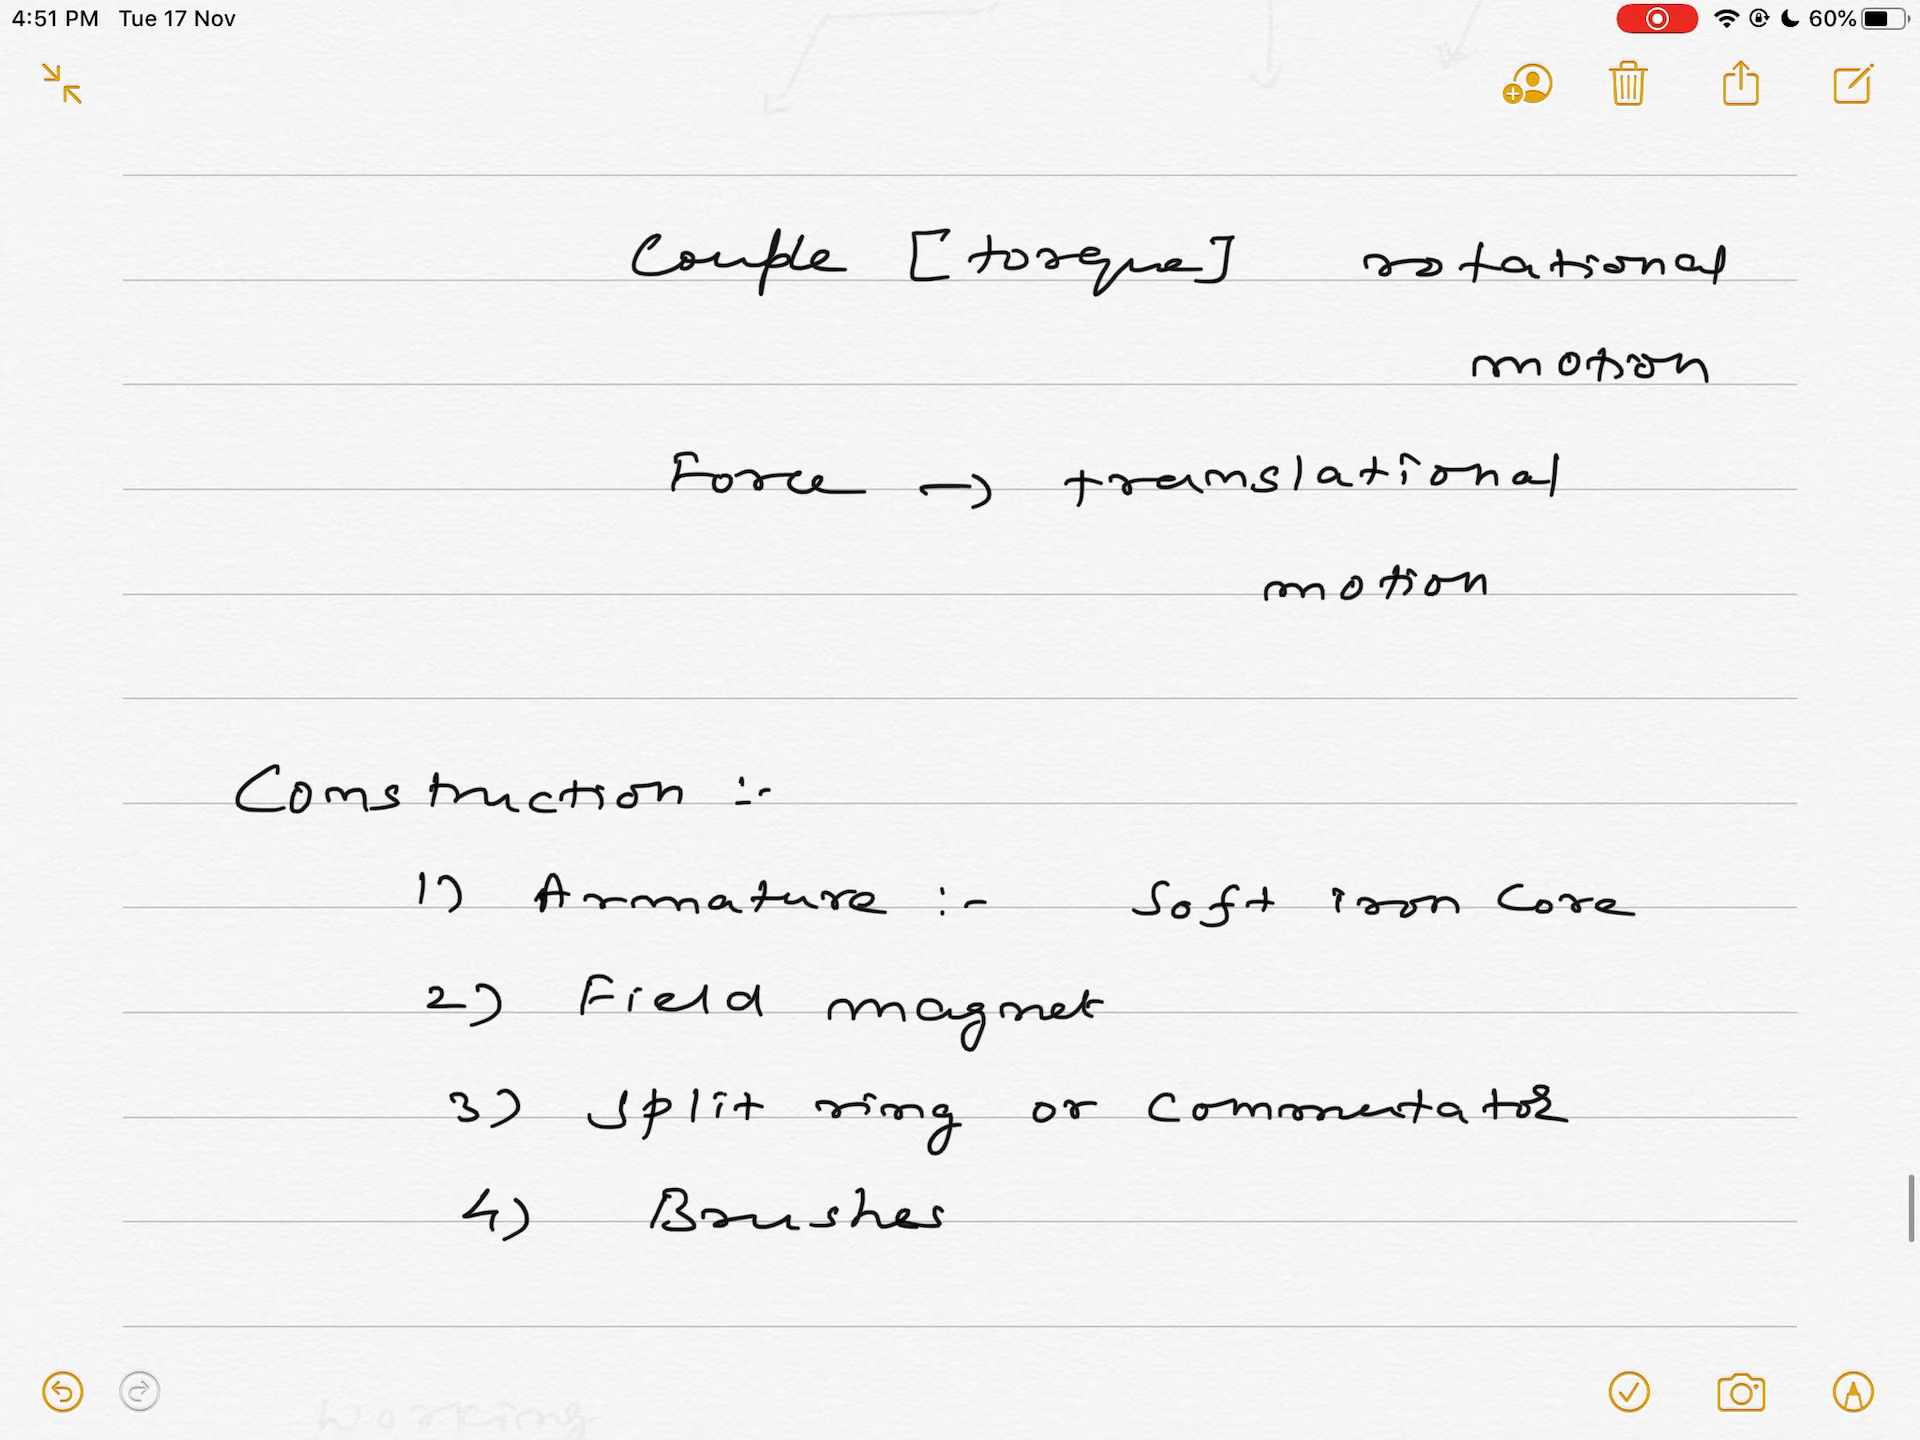 4:51 PM Tue 17 Nov 60%
Couple [torque] rotational
motion
Force → translational
motion
Construction :-
1) Armature :- Soft iron Core
2) Field magnet
3) Split ring or Commutator
4) Brushes
Working